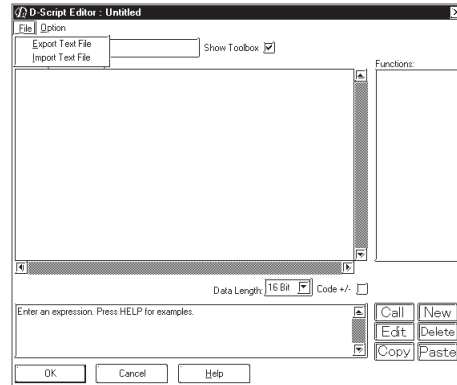 D-Script Editor : Untitled
File Option
Export Text File
Import Text File
Show Toolbox
Functions:
Data Length: 16 Bit Code +/-
Enter an expression. Press HELP for examples.
Call New
Edit Delete
Copy Paste
OK Cancel Help